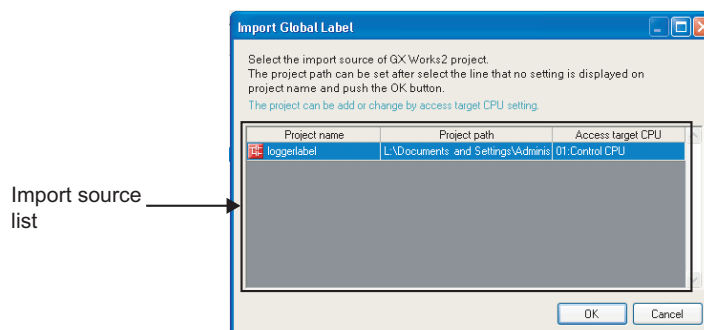 Import Global Label
Select the import source of GX Works2 project.
The project path can be set after select the line that no setting is displayed on
project name and push the OK button.
The project can be add or change by access target CPU setting.
Project name Project path Access target CPU
loggerlabel L:\Documents and Settings\Adminis 01:Control CPU
Import source
list
OK Cancel